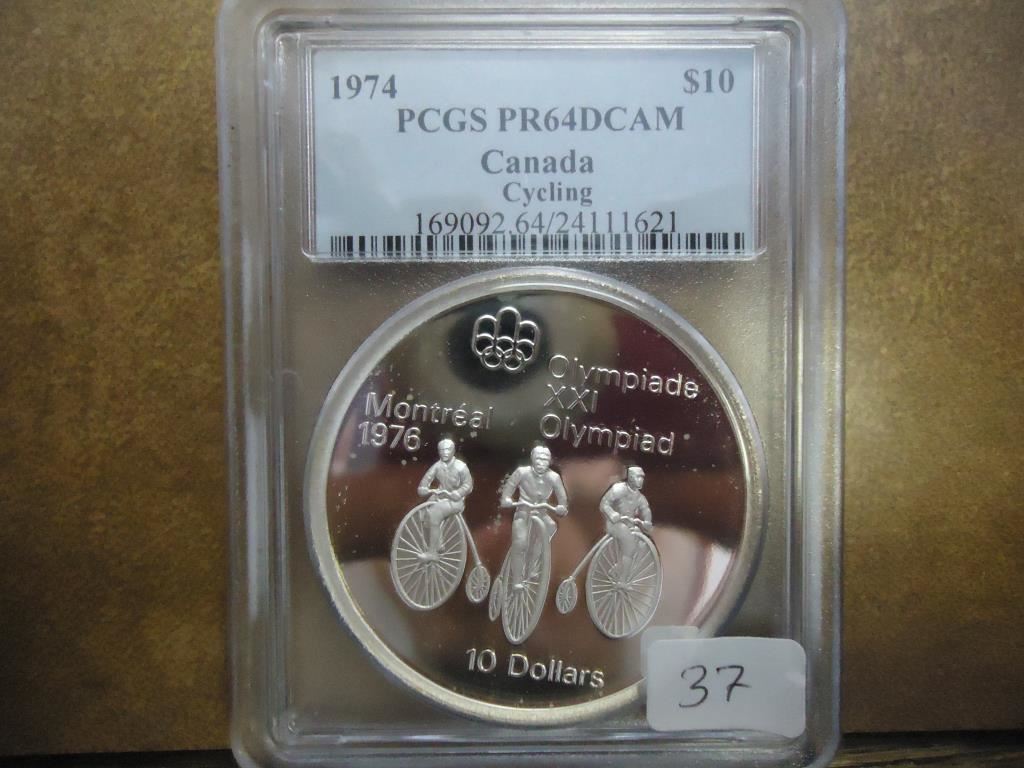 1974 $10
PCGS PR64DCAM
Canada
Cycling
169092.64/24111621
Olympiade
XXI
Olympiad
Montréal
1976
10 Dollars
37